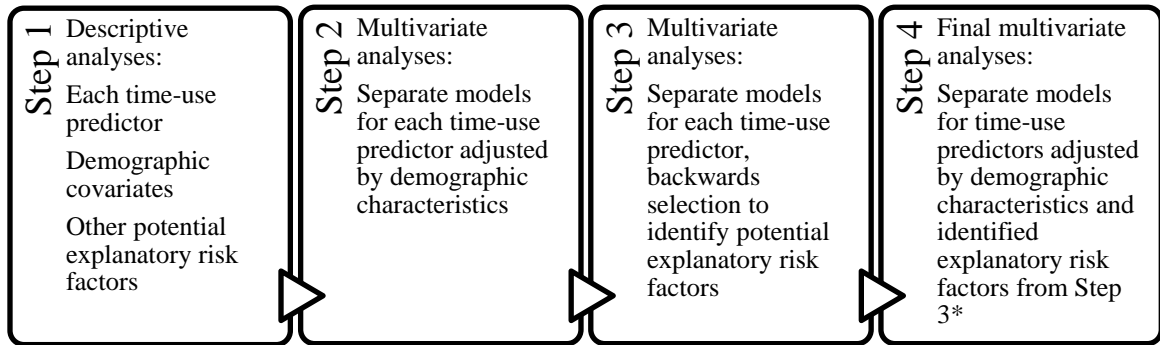 Step 1
Descriptive
analyses:
Each time-use
predictor
Demographic
covariates
Other potential
explanatory risk
factors
Step 2
Multivariate
analyses:
Separate models
for each time-use
predictor adjusted
by demographic
characteristics
Step 3
Multivariate
analyses:
Separate models
for each time-use
predictor,
backwards
selection to
identify potential
explanatory risk
factors
Step 4
Final multivariate
analyses:
Separate models
for time-use
predictors adjusted
by demographic
characteristics and
identified
explanatory risk
factors from Step
3*